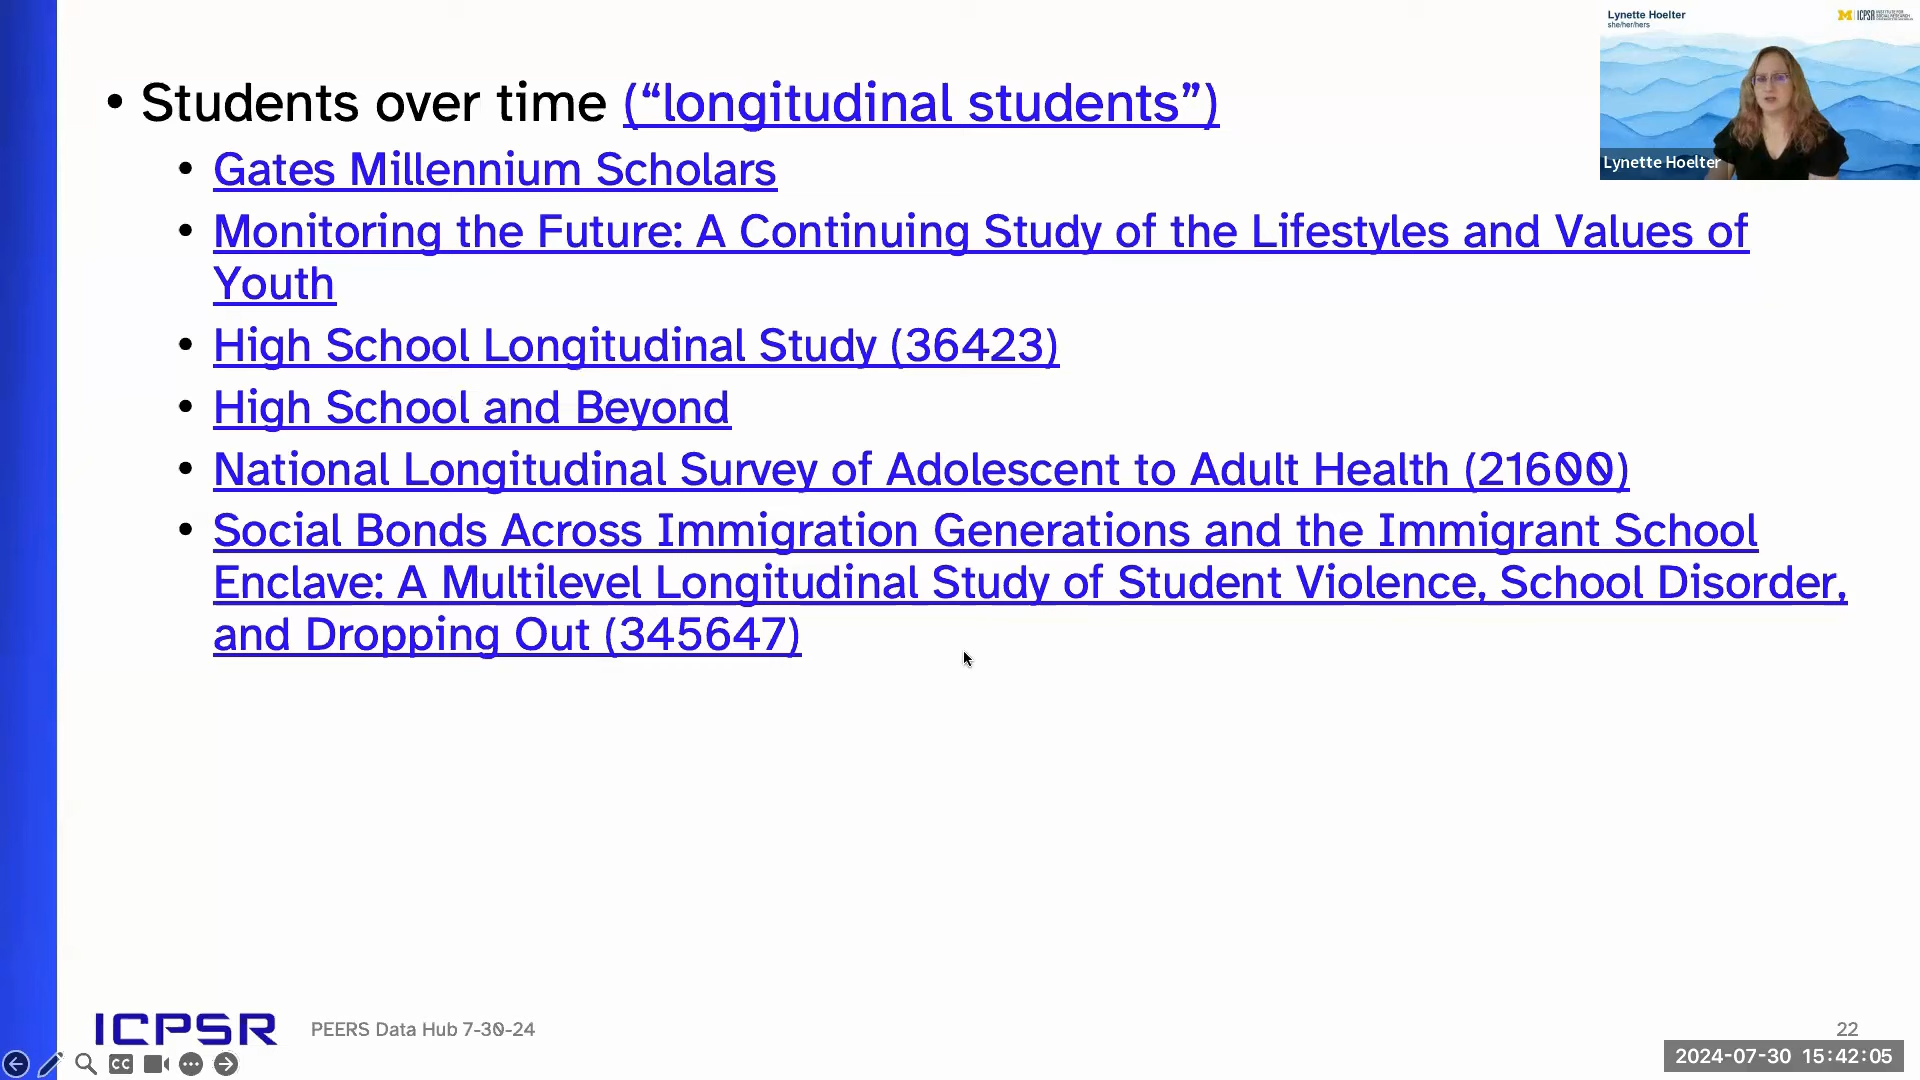 Lynette Hoelter
she/her/hers
M ICPSR
• Students over time (“longitudinal students”)
• Gates Millennium Scholars
• Monitoring the Future: A Continuing Study of the Lifestyles and Values of
Youth
• High School Longitudinal Study (36423)
• High School and Beyond
• National Longitudinal Survey of Adolescent to Adult Health (21600)
• Social Bonds Across Immigration Generations and the Immigrant School
Enclave: A Multilevel Longitudinal Study of Student Violence, School Disorder,
and Dropping Out (345647)
Lynette Hoelter
ICPSR
PEERS Data Hub 7-30-24
22
CC
2024-07-30 15:42:05